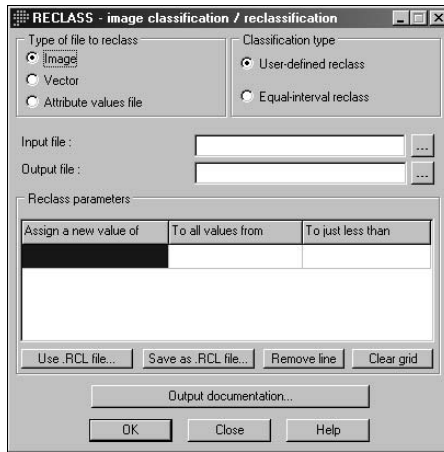 RECLASS - image classification / reclassification
Type of file to reclass
Image
Vector
Attribute values file
Classification type
User-defined reclass
Equal-interval reclass
Input file :
...
Output file :
...
Reclass parameters
Assign a new value of To all values from To just less than
Use .RCL file... Save as .RCL file... Remove line Clear grid
Output documentation...
OK Close Help